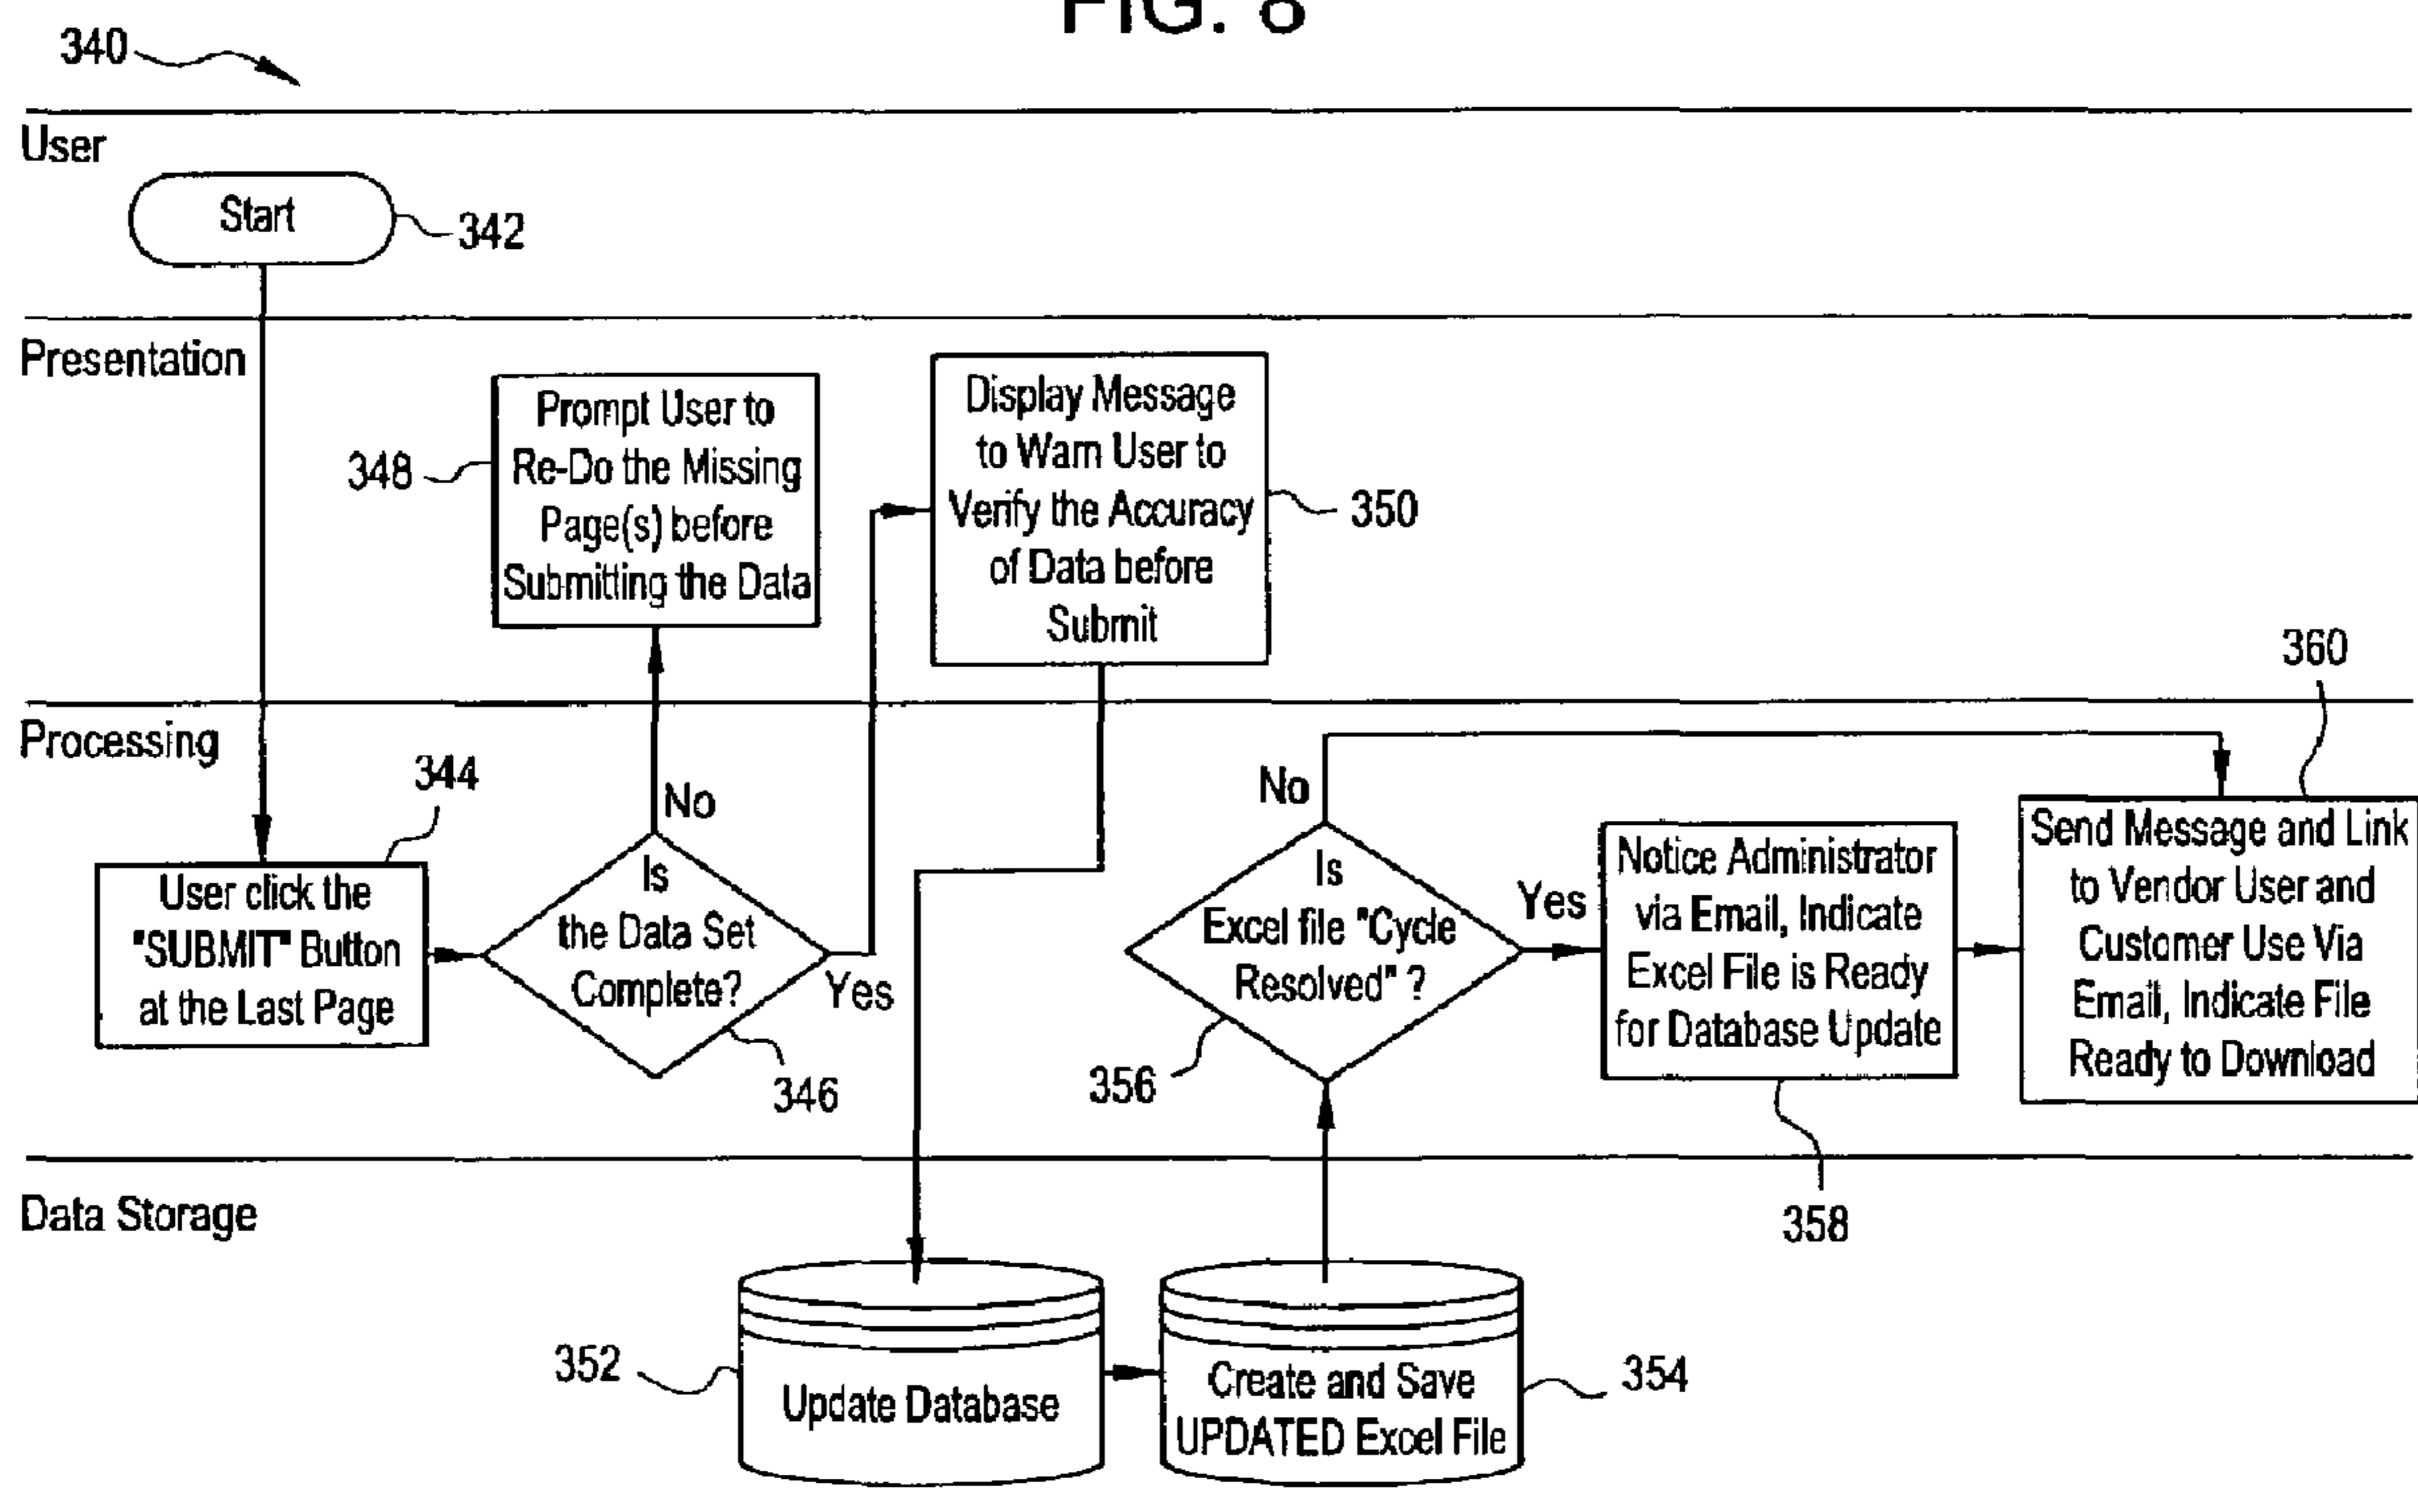 FIG. 8
340
User
Start
342
Presentation
348
Prompt User to
Re-Do the Missing
Page(s) before
Submitting the Data
Display Message
to Warn User to
Verify the Accuracy
of Data before
Submit
350
Processing
344
User click the
"SUBMIT" Button
at the Last Page
No
Is
the Data Set
Complete?
Yes
346
No
Is
Excel file "Cycle
Resolved" ?
356
Yes
Notice Administrator
via Email, Indicate
Excel File is Ready
for Database Update
358
360
Send Message and Link
to Vendor User and
Customer Use Via
Email, Indicate File
Ready to Download
Data Storage
352
Update Database
Create and Save
UPDATED Excel File
354